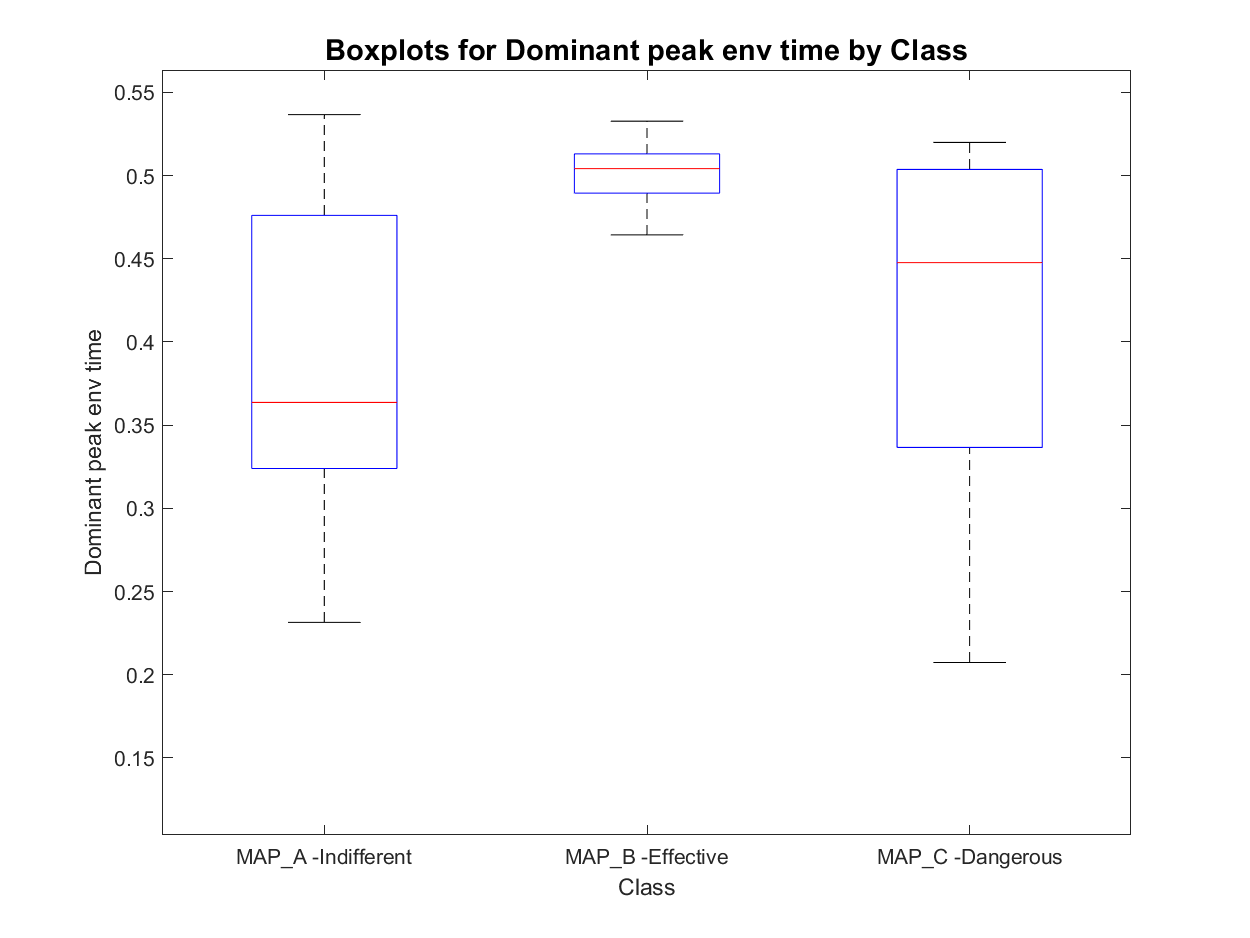 Boxplots for Dominant peak env time by Class
0.55
0.5
0.45
0.4
0.35
0.3
0.25
0.2
0.15
Dominant peak env time
MAP_A -Indifferent
MAP_B -Effective
MAP_C -Dangerous
Class